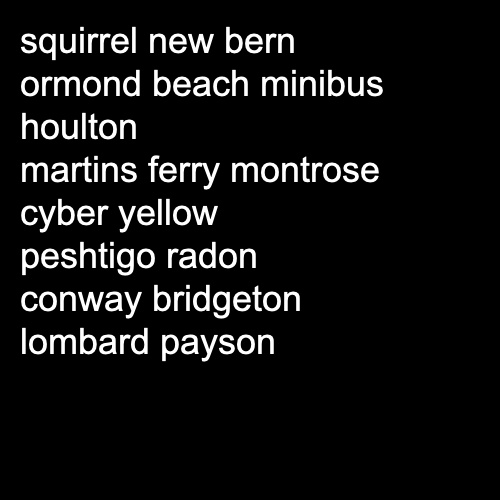 squirrel new bern
ormond beach minibus
houlton
martins ferry montrose
cyber yellow
peshtigo radon
conway bridgeton
lombard payson